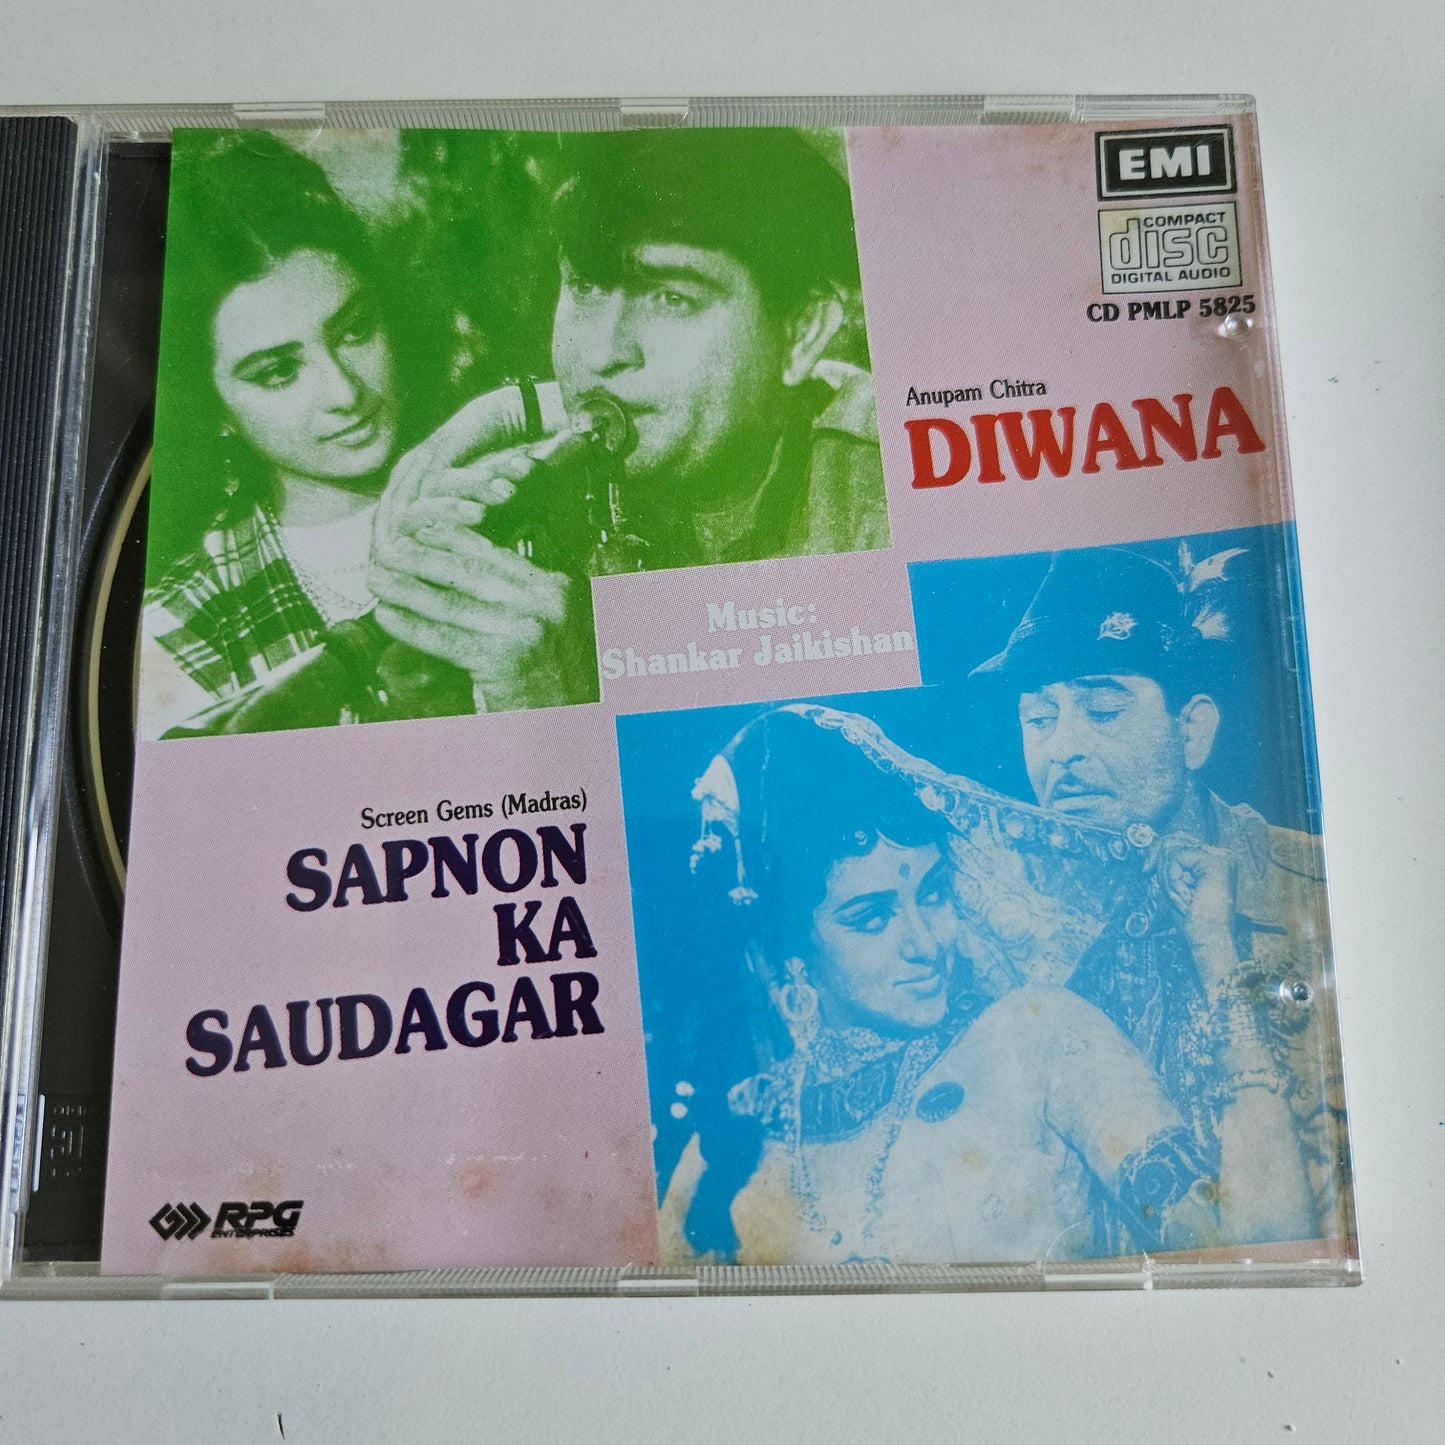 EMI
COMPACT
disc
DIGITAL AUDIO
CD PMLP 5825
Anupam Chitra
DIWANA
Music:
Shankar Jaikishan
Screen Gems (Madras)
SAPNON
KA
SAUDAGAR
RPG
ENTERPRISES